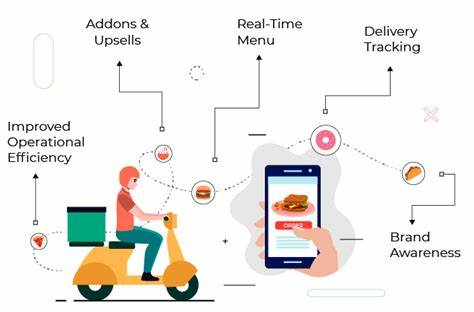 Addons &
Upsells
Real-Time
Menu
Delivery
Tracking
Improved
Operational
Efficiency
ORDER
Brand
Awareness